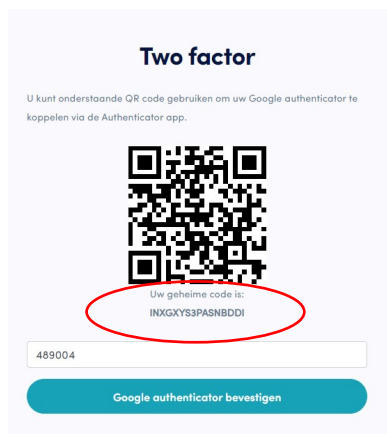 Two factor
U kunt onderstaande QR code gebruiken om uw Google authenticator te
koppelen via de Authenticator app.
Uw geheime code is:
INXGXYS3PASNBDDI
489004
Google authenticator bevestigen